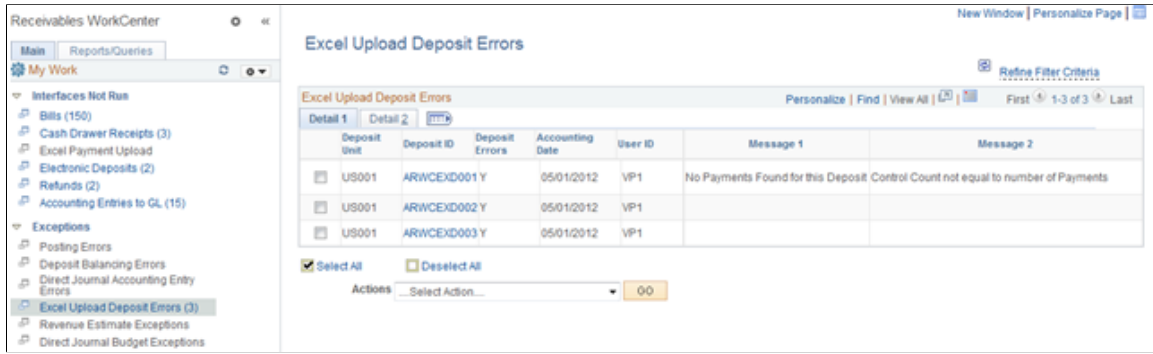 Receivables WorkCenter
Main
Reports/Queries
My Work
Interfaces Not Run
Bills (150)
Cash Drawer Receipts (3)
Excel Payment Upload
Electronic Deposits (2)
Refunds (2)
Accounting Entries to GL (15)
Exceptions
Posting Errors
Deposit Balancing Errors
Direct Journal Accounting Entry
Errors
Excel Upload Deposit Errors (3)
Revenue Estimate Exceptions
Direct Journal Budget Exceptions
New Window | Personalize Page |
Excel Upload Deposit Errors
Refine Filter Criteria
Excel Upload Deposit Errors
Personalize | Find | View All | |
First 1-3 of 3 Last
Detail 1
Detail 2
Deposit
Unit
Deposit ID
Deposit
Errors
Accounting
Date
User ID
Message 1
Message 2
US001 ARWCEXD001 Y 05/01/2012 VP1 No Payments Found for this Deposit Control Count not equal to number of Payments
US001 ARWCEXD002 Y 05/01/2012 VP1
US001 ARWCEXD003 Y 05/01/2012 VP1
Select All
Deselect All
Actions ....Select Action.... GO